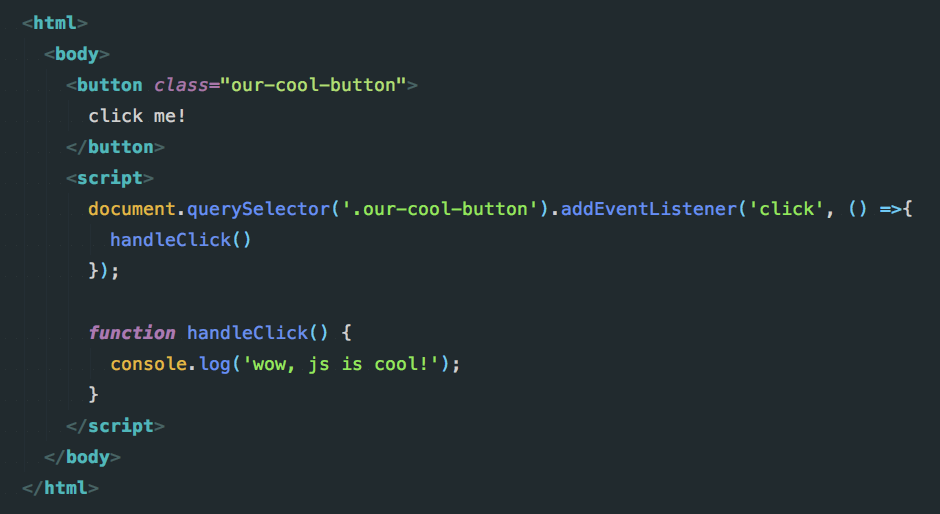 <html>
<body>
<button class="our-cool-button">
click me!
</button>
<script>
document.querySelector('.our-cool-button').addEventListener('click', () =>{
handleClick()
});
function handleClick() {
console.log('wow, js is cool!');
}
</script>
</body>
</html>